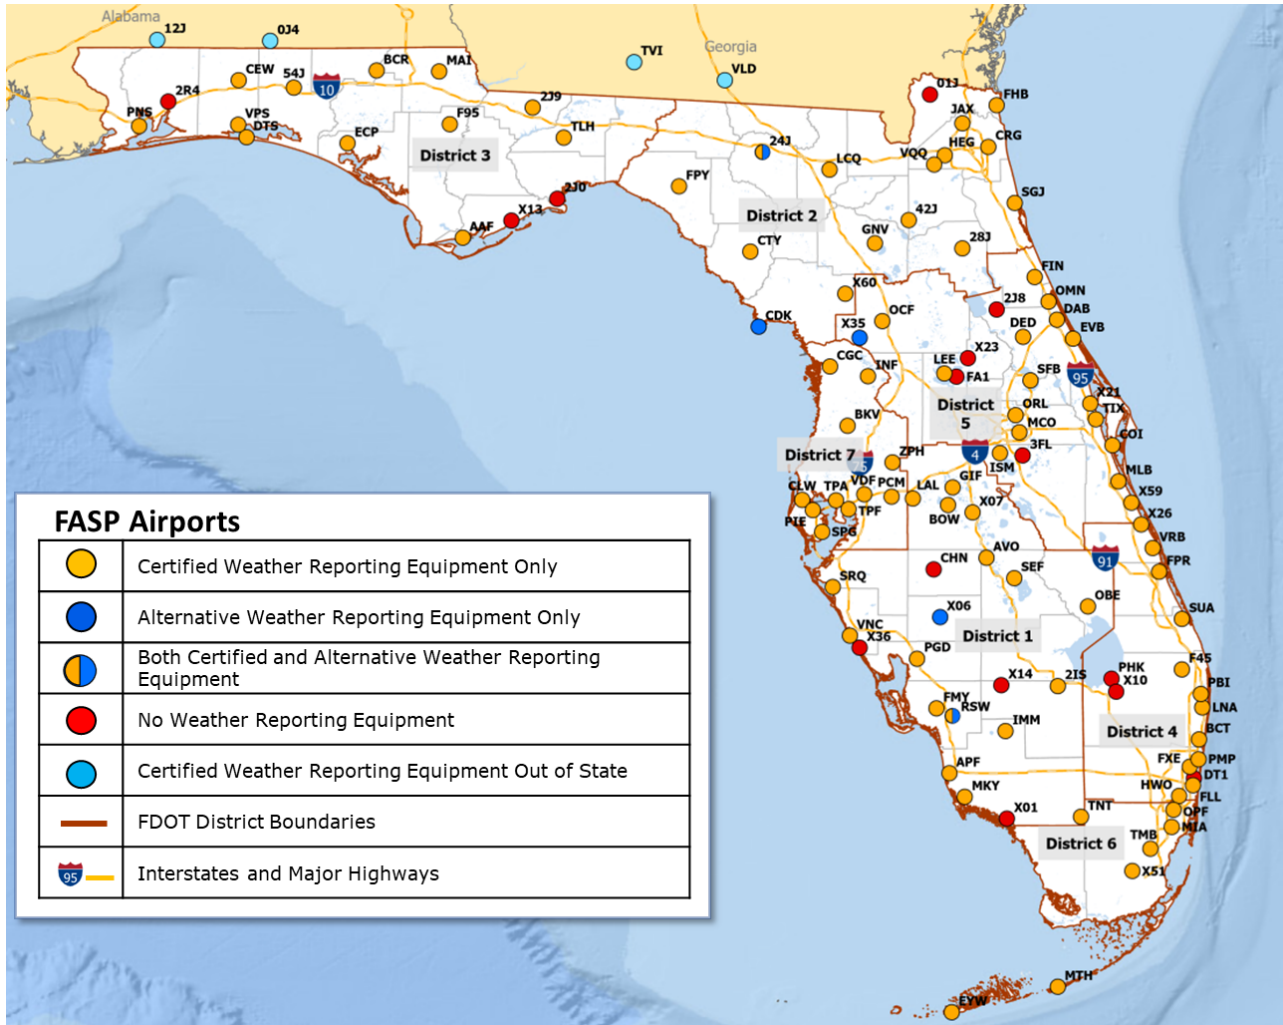 Alabama
12J
0J4
TVI
Georgia
VLD
BCR
MAI
CEW
54J
10
2R4
01J
FHB
2J9
PNS
VPS
DTS
F95
TLH
JAX
ECP
District 3
24J
HEG
CRG
VQQ
LCQ
FPY
2J0
X13
SGJ
District 2
42J
AAF
GNV
28J
CTY
FIN
X60
OMN
2J8
CDK
X35
OCF
DED
DAB
EVB
CGC
INF
LEE
X23
FA1
SFB
95
X21
TIX
District
5
ORL
MCO
BKV
COI
District 7
75
ZPH
4
ISM
3FL
MLB
CLW
TPA
VDF
PCM
LAL
GIF
X59
PIE
TPF
BOW
X07
X26
SPG
VRB
CHN
AVO
91
FPR
SRQ
SEF
X06
OBE
SUA
VNC
X36
District 1
PGD
F45
X14
2IS
PHK
X10
PBI
FMY
RSW
LNA
IMM
District 4
BCT
FXE
PMP
APF
DT1
MKY
HWO
FLL
X01
TNT
OPF
MIA
District 6
TMB
X51
MTH
EYW
FASP Airports
Certified Weather Reporting Equipment Only
Alternative Weather Reporting Equipment Only
Both Certified and Alternative Weather Reporting
Equipment
No Weather Reporting Equipment
Certified Weather Reporting Equipment Out of State
FDOT District Boundaries
95
Interstates and Major Highways